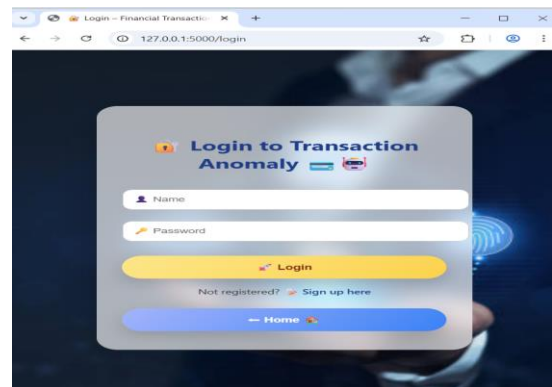 Login – Financial Transactio
127.0.0.1:5000/login
Login to Transaction
Anomaly
Name
Password
Login
Not registered? Sign up here
← Home